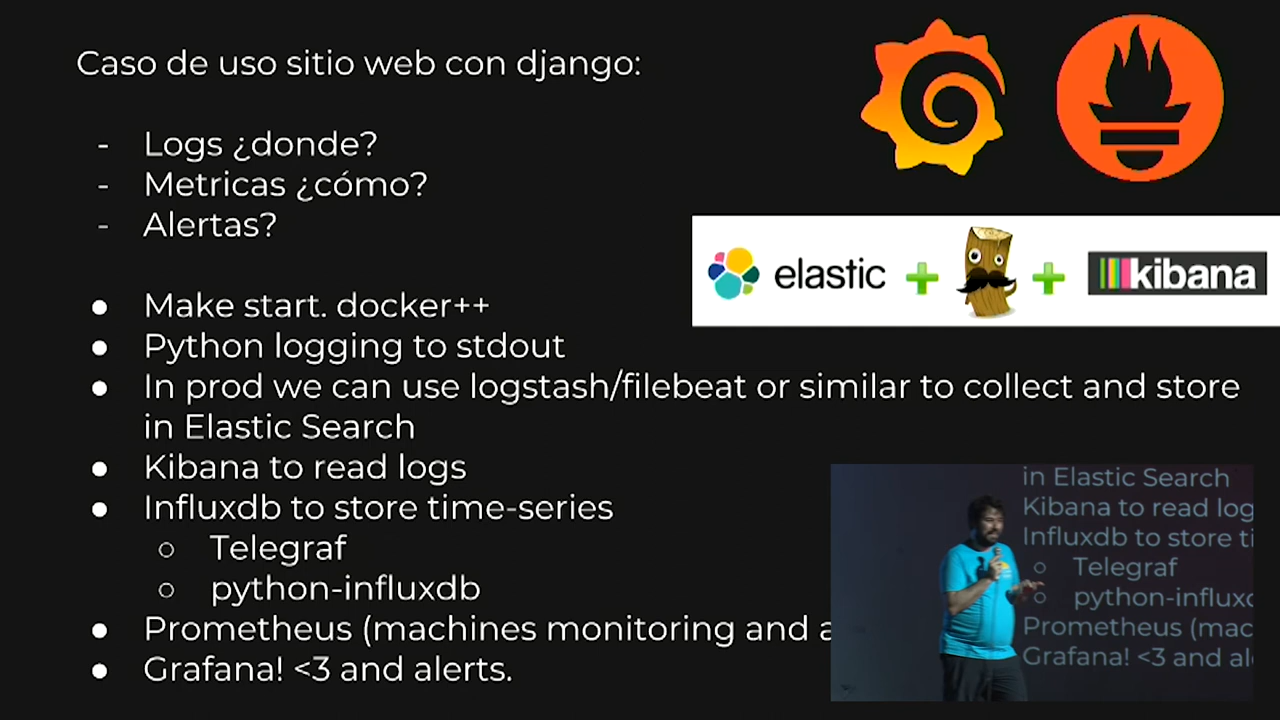 Caso de uso sitio web con django:
- Logs ¿donde?
- Metricas ¿cómo?
- Alertas?
elastic + + kibana
● Make start. docker++
● Python logging to stdout
● In prod we can use logstash/filebeat or similar to collect and store
in Elastic Search
● Kibana to read logs
● Influxdb to store time-series
○ Telegraf
○ python-influxdb
● Prometheus (machines monitoring and a
● Grafana! <3 and alerts.
in Elastic Search
Kibana to read log
Influxdb to store ti
○ Telegraf
○ python-influxd
Prometheus (mac
Grafana! <3 and al